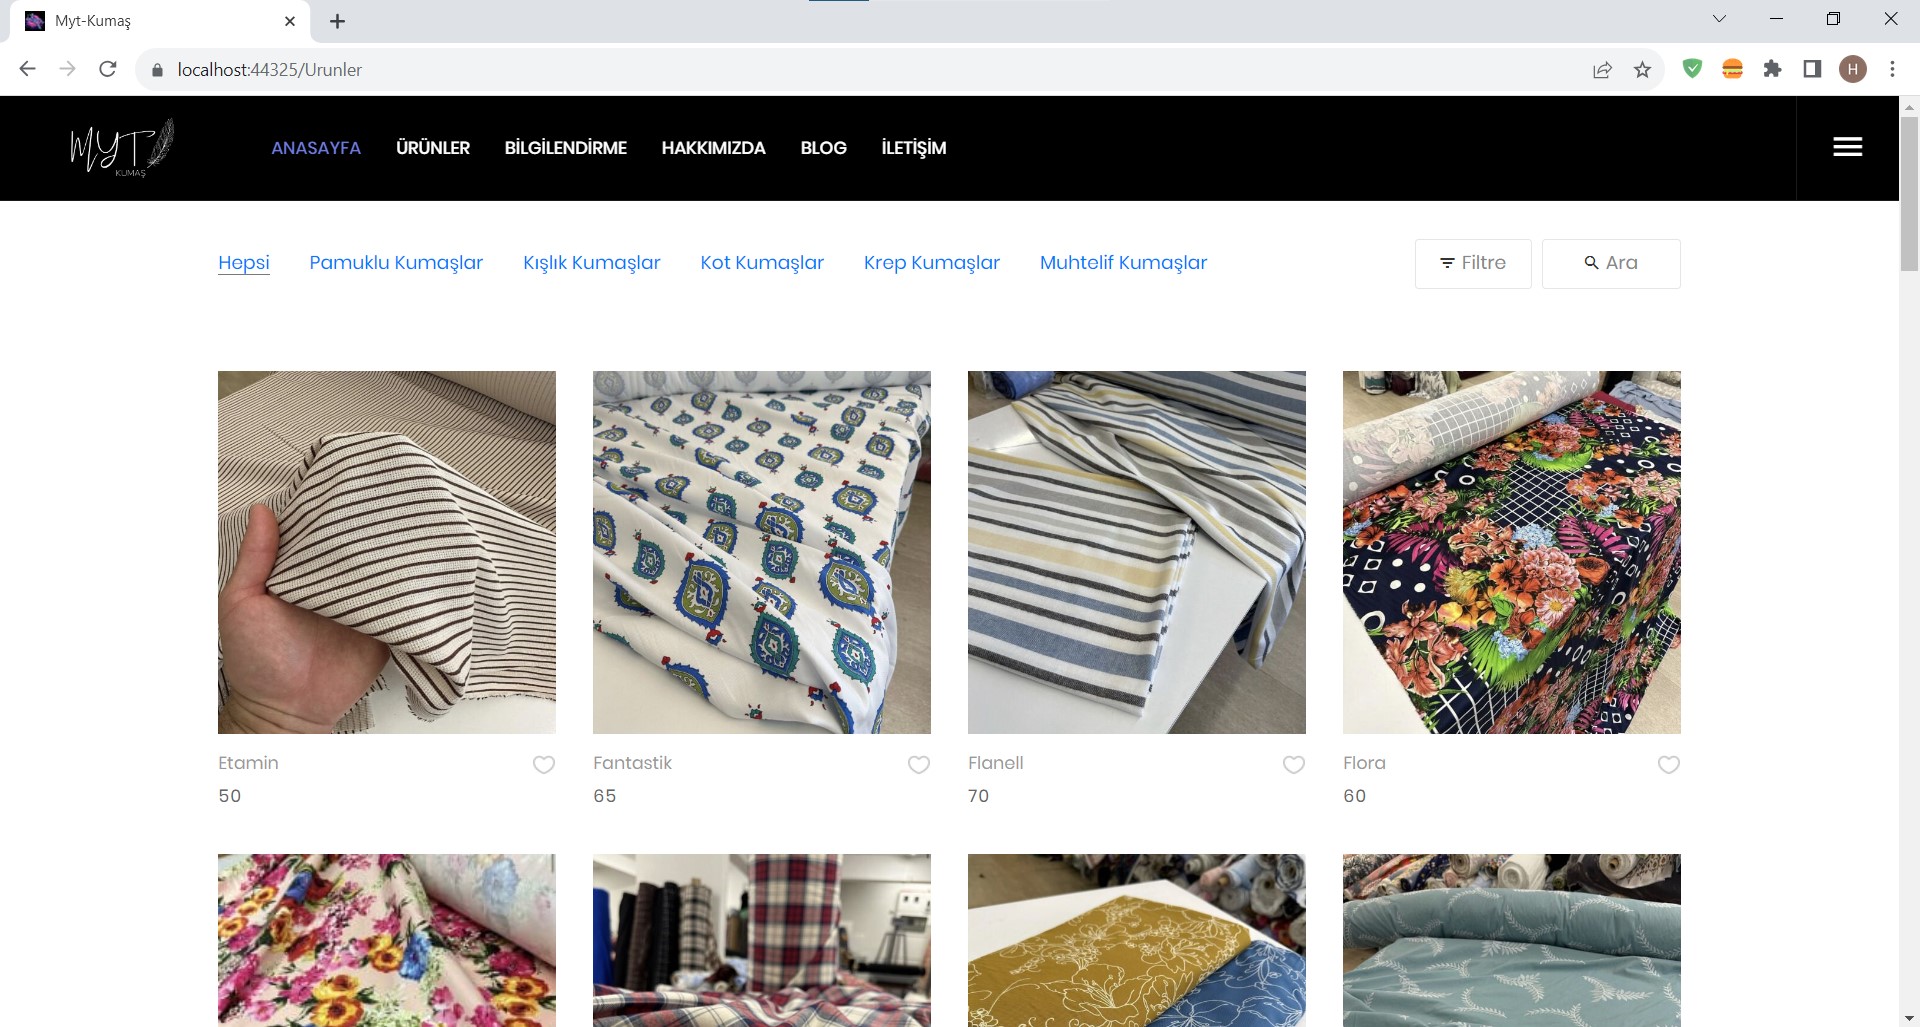 Myt-Kumaş
localhost:44325/Urunler
H
MYT
KUMAŞ
ANASAYFA ÜRÜNLER BİLGİLENDİRME HAKKIMIZDA BLOG İLETİŞİM
Hepsi Pamuklu Kumaşlar Kışlık Kumaşlar Kot Kumaşlar Krep Kumaşlar Muhtelif Kumaşlar Filtre Ara
Etamin Fantastik Flanell Flora
50 65 70 60